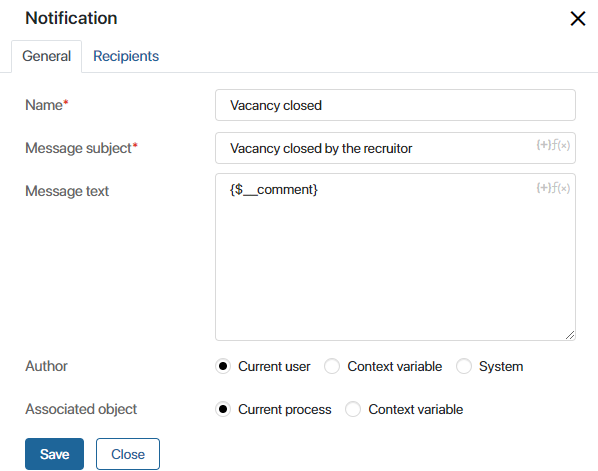 Notification
General Recipients
Name*
Vacancy closed
Message subject*
Vacancy closed by the recruitor
{+}ƒ(×)
Message text
{$__comment}
{+}ƒ(×)
Author
Current user Context variable System
Associated object
Current process Context variable
Save Close